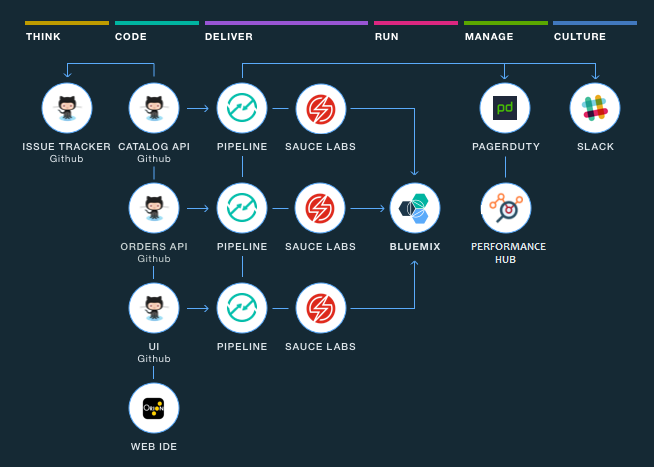 THINK
CODE
DELIVER
RUN
MANAGE
CULTURE
pd
ISSUE TRACKER
Github
CATALOG API
Github
PIPELINE
SAUCE LABS
PAGERDUTY
SLACK
ORDERS API
Github
PIPELINE
SAUCE LABS
BLUEMIX
PERFORMANCE
HUB
UI
Github
PIPELINE
SAUCE LABS
ORION
WEB IDE